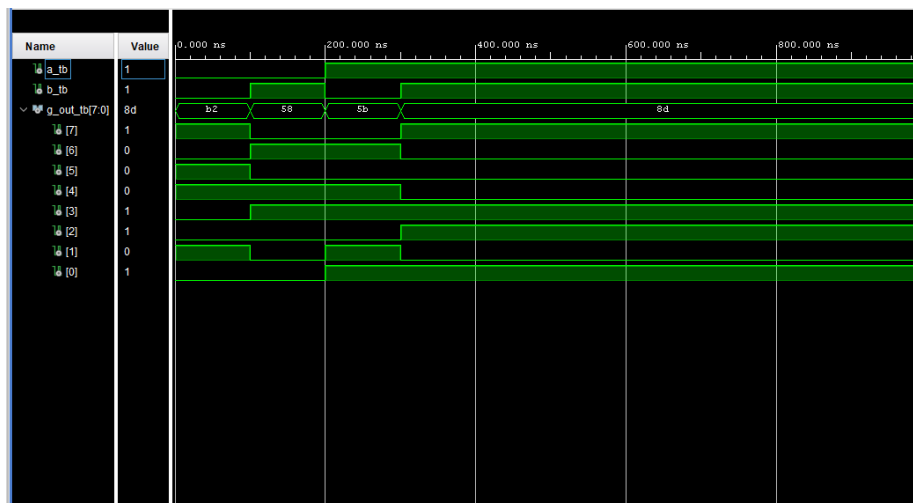 Name Value 0.000 ns 200.000 ns 400.000 ns 600.000 ns 800.000 ns
a_tb 1
b_tb 1
g_out_tb[7:0] 8d b2 58 5b 8d
[7] 1
[6] 0
[5] 0
[4] 0
[3] 1
[2] 1
[1] 0
[0] 1